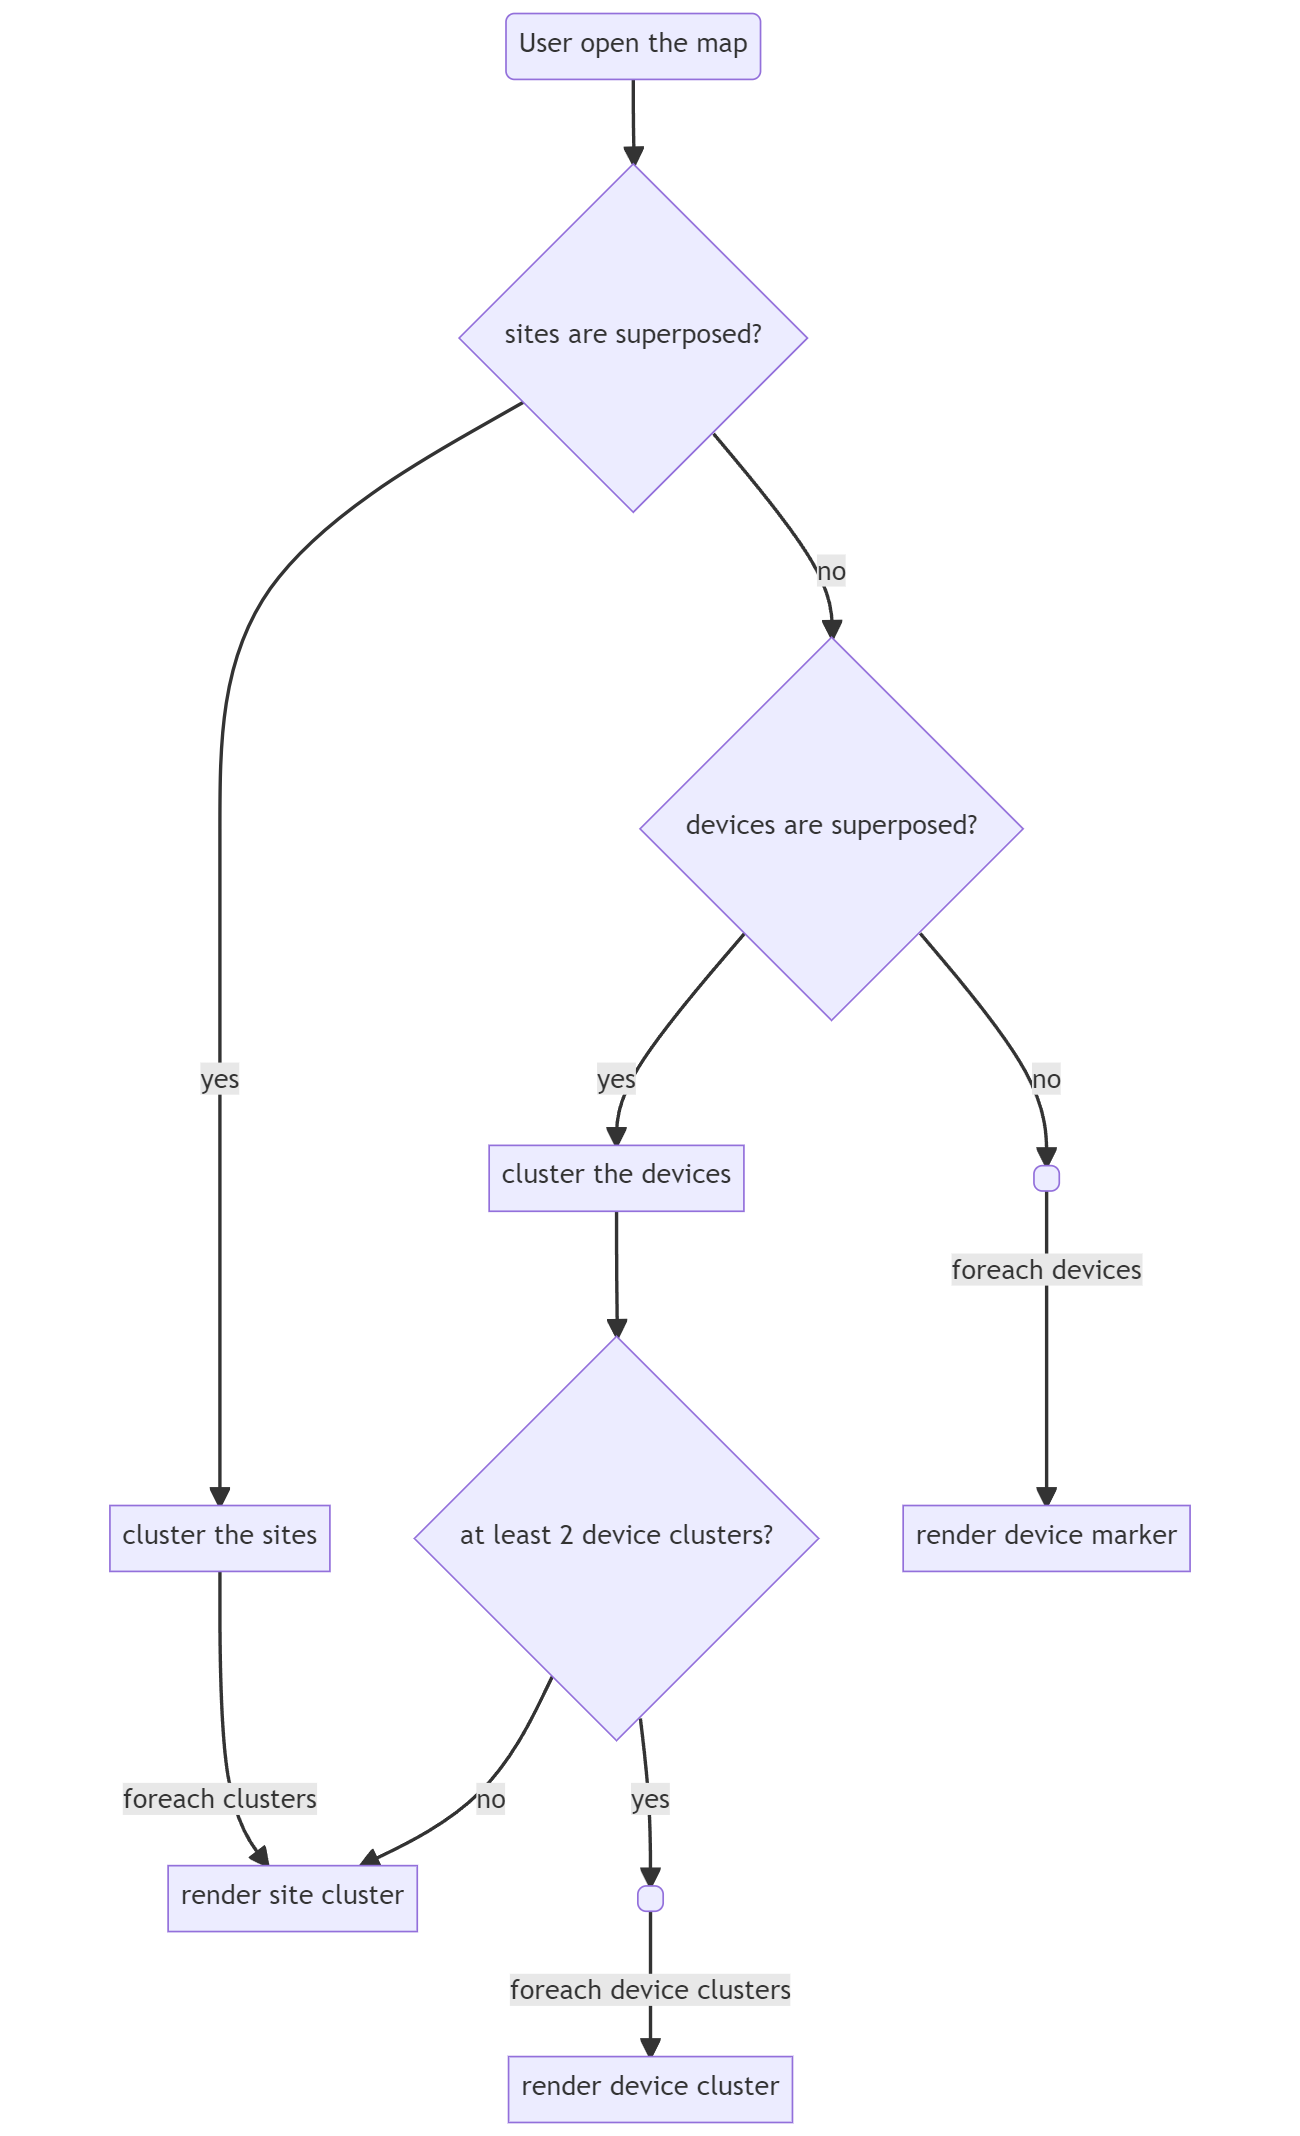 User open the map
sites are superposed?
no
devices are superposed?
yes
yes
no
cluster the devices
foreach devices
cluster the sites
at least 2 device clusters?
render device marker
foreach clusters
no
yes
render site cluster
foreach device clusters
render device cluster